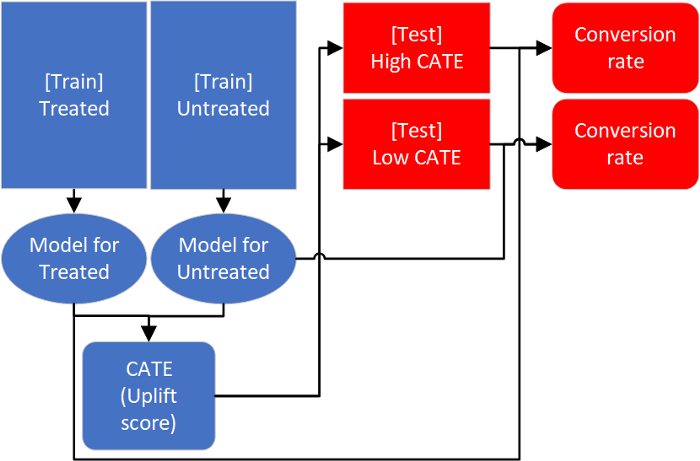 [Train]
Treated
[Train]
Untreated
[Test]
High CATE
Conversion
rate
[Test]
Low CATE
Conversion
rate
Model for
Treated
Model for
Untreated
CATE
(Uplift
score)